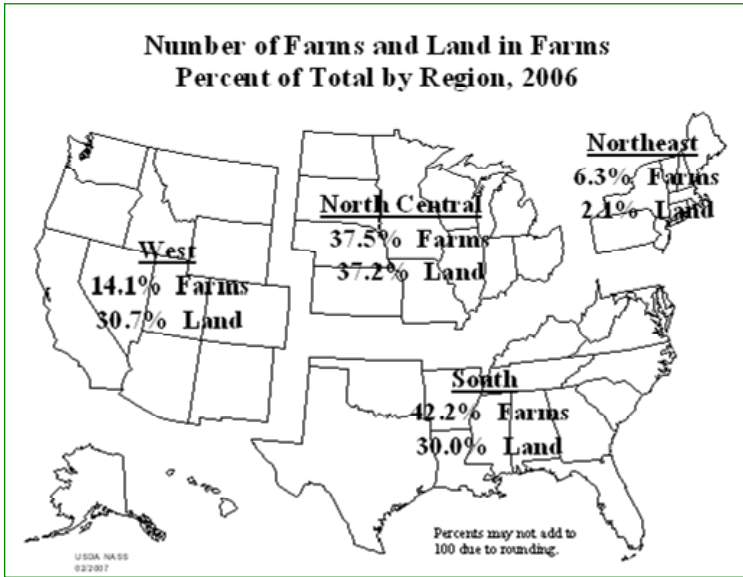 Number of Farms and Land in Farms
Percent of Total by Region, 2006
Northeast
6.3% Farms
2.1% Land
North Central
37.5% Farms
37.2% Land
West
14.1% Farms
30.7% Land
South
42.2% Farms
30.0% Land
Percents may not add to
100 due to rounding.
USDA NASS
02/2007